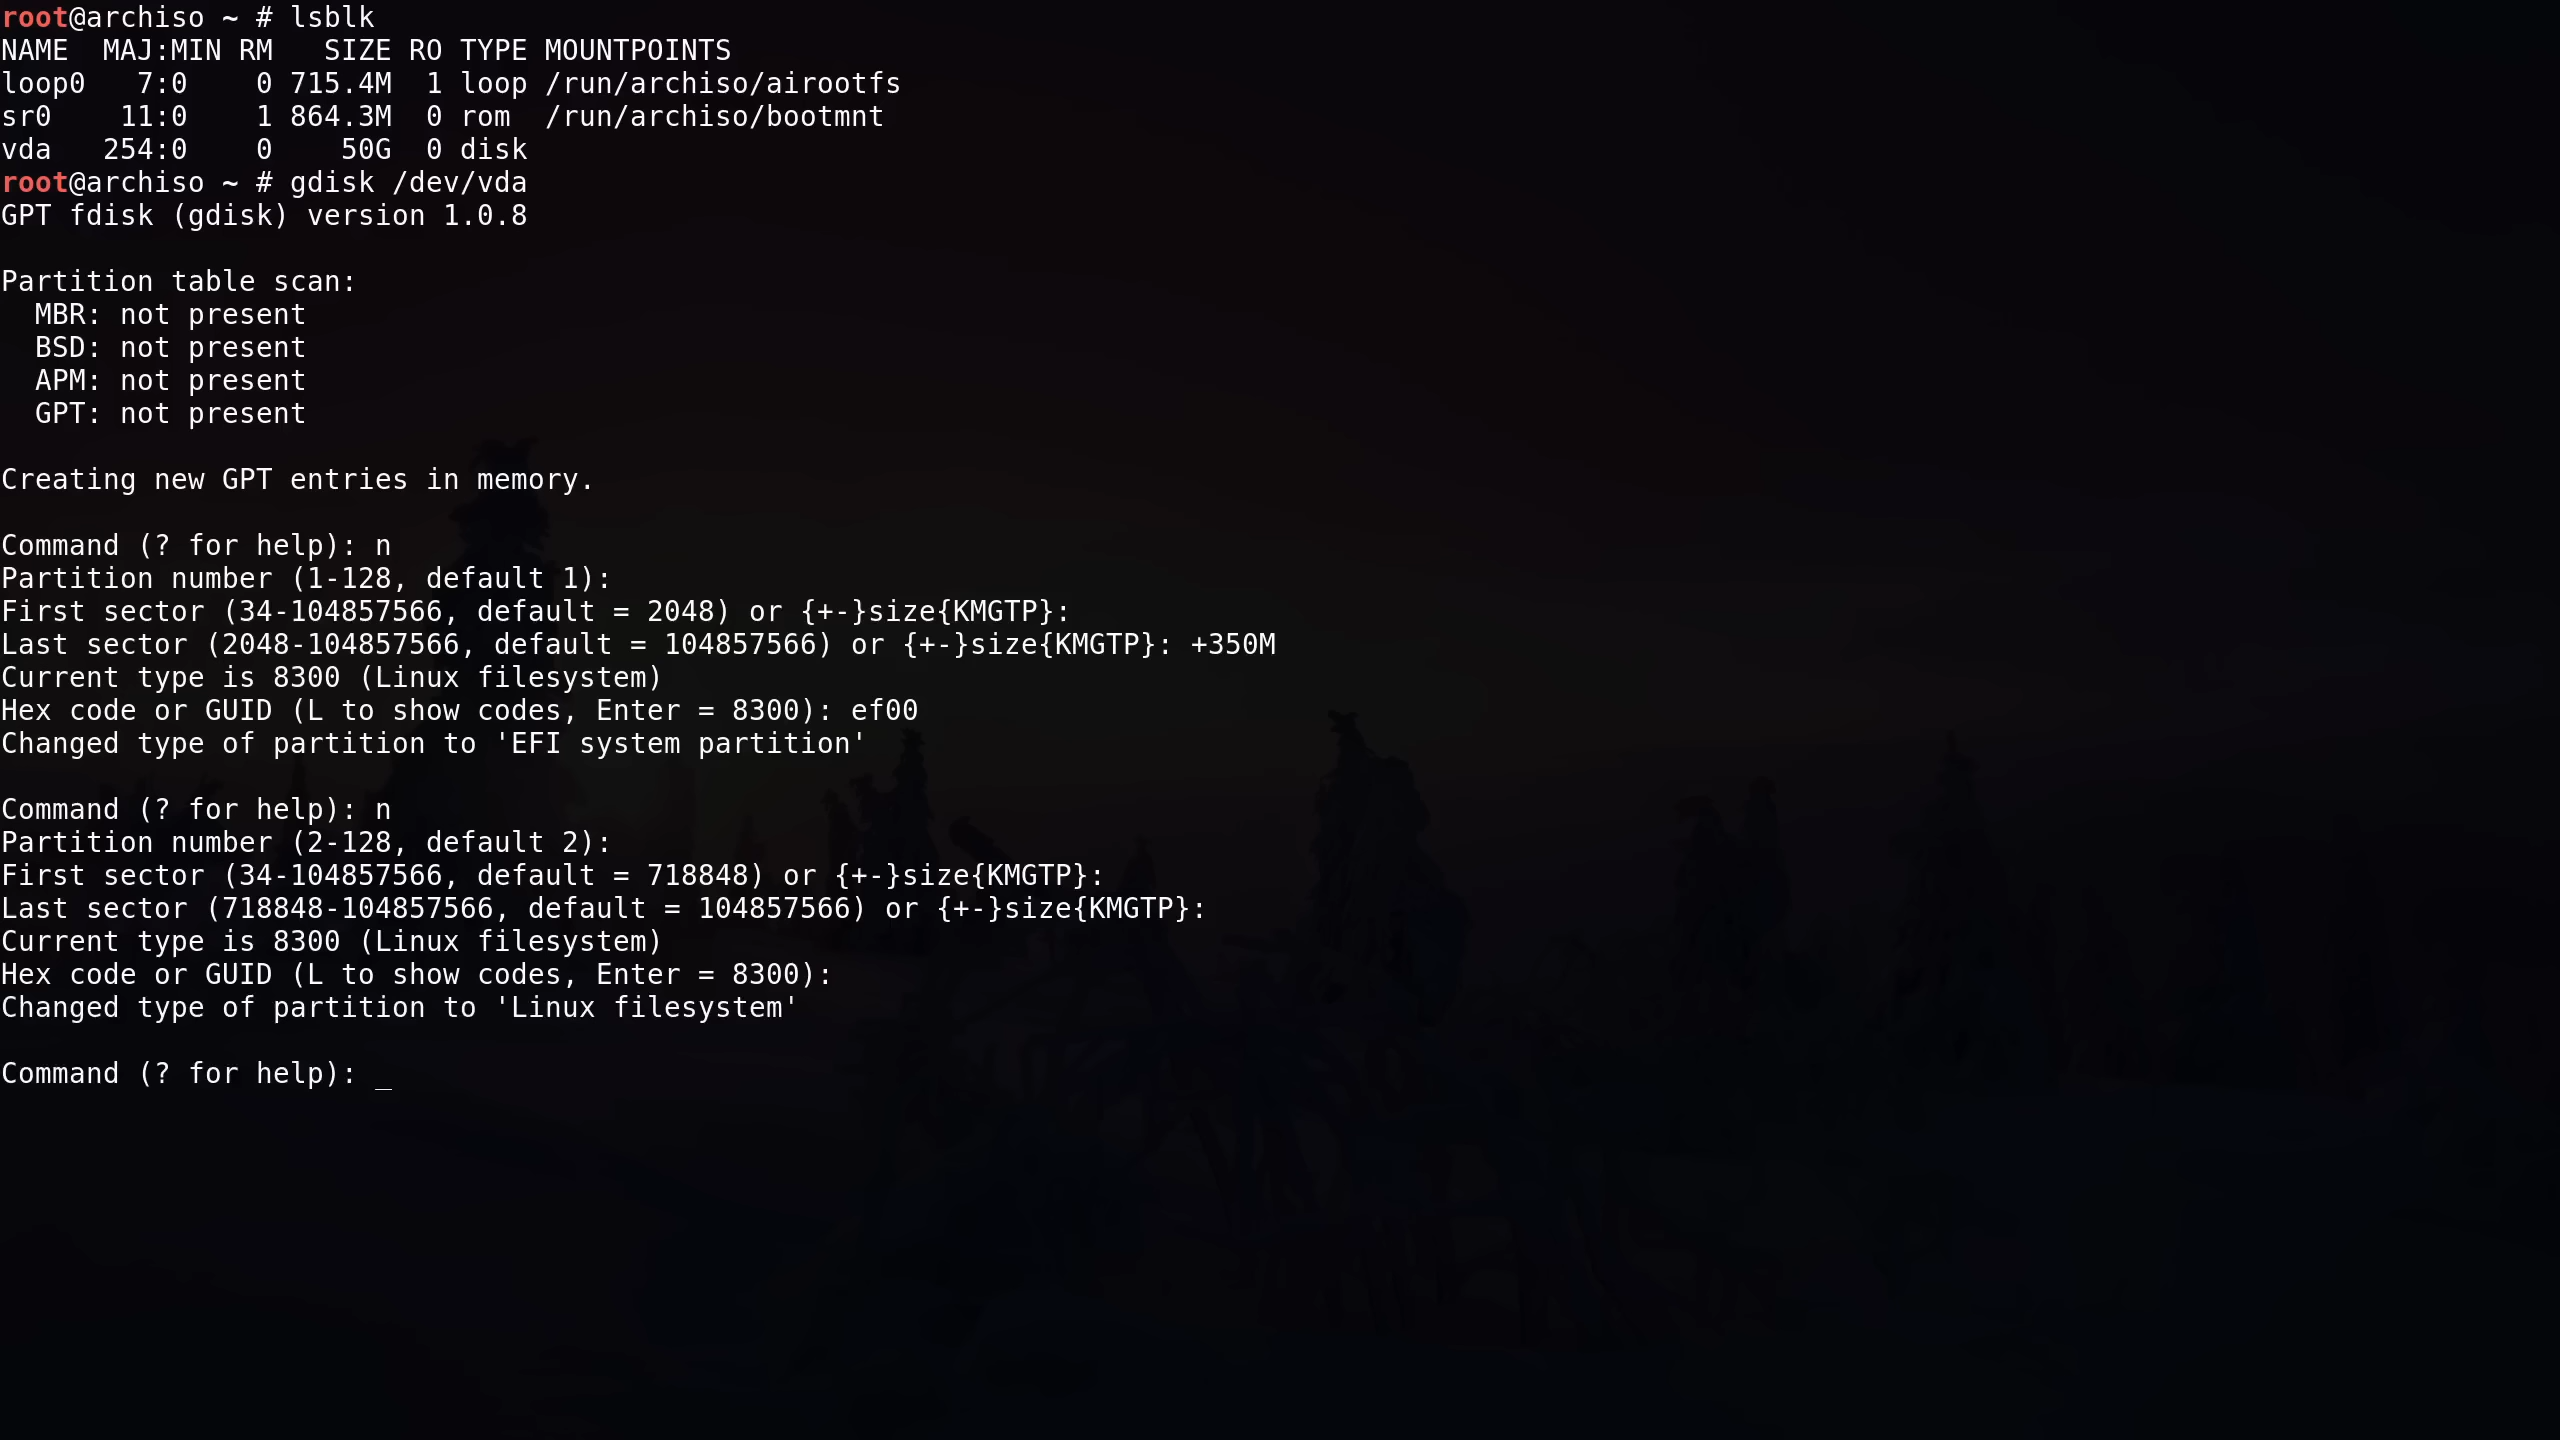 root@archiso ~ # lsblk
NAME  MAJ:MIN RM   SIZE RO TYPE MOUNTPOINTS
loop0   7:0    0 715.4M  1 loop /run/archiso/airootfs
sr0    11:0    1 864.3M  0 rom  /run/archiso/bootmnt
vda   254:0    0    50G  0 disk
root@archiso ~ # gdisk /dev/vda
GPT fdisk (gdisk) version 1.0.8

Partition table scan:
  MBR: not present
  BSD: not present
  APM: not present
  GPT: not present

Creating new GPT entries in memory.

Command (? for help): n
Partition number (1-128, default 1):
First sector (34-104857566, default = 2048) or {+-}size{KMGTP}:
Last sector (2048-104857566, default = 104857566) or {+-}size{KMGTP}: +350M
Current type is 8300 (Linux filesystem)
Hex code or GUID (L to show codes, Enter = 8300): ef00
Changed type of partition to 'EFI system partition'

Command (? for help): n
Partition number (2-128, default 2):
First sector (34-104857566, default = 718848) or {+-}size{KMGTP}:
Last sector (718848-104857566, default = 104857566) or {+-}size{KMGTP}:
Current type is 8300 (Linux filesystem)
Hex code or GUID (L to show codes, Enter = 8300):
Changed type of partition to 'Linux filesystem'

Command (? for help): _